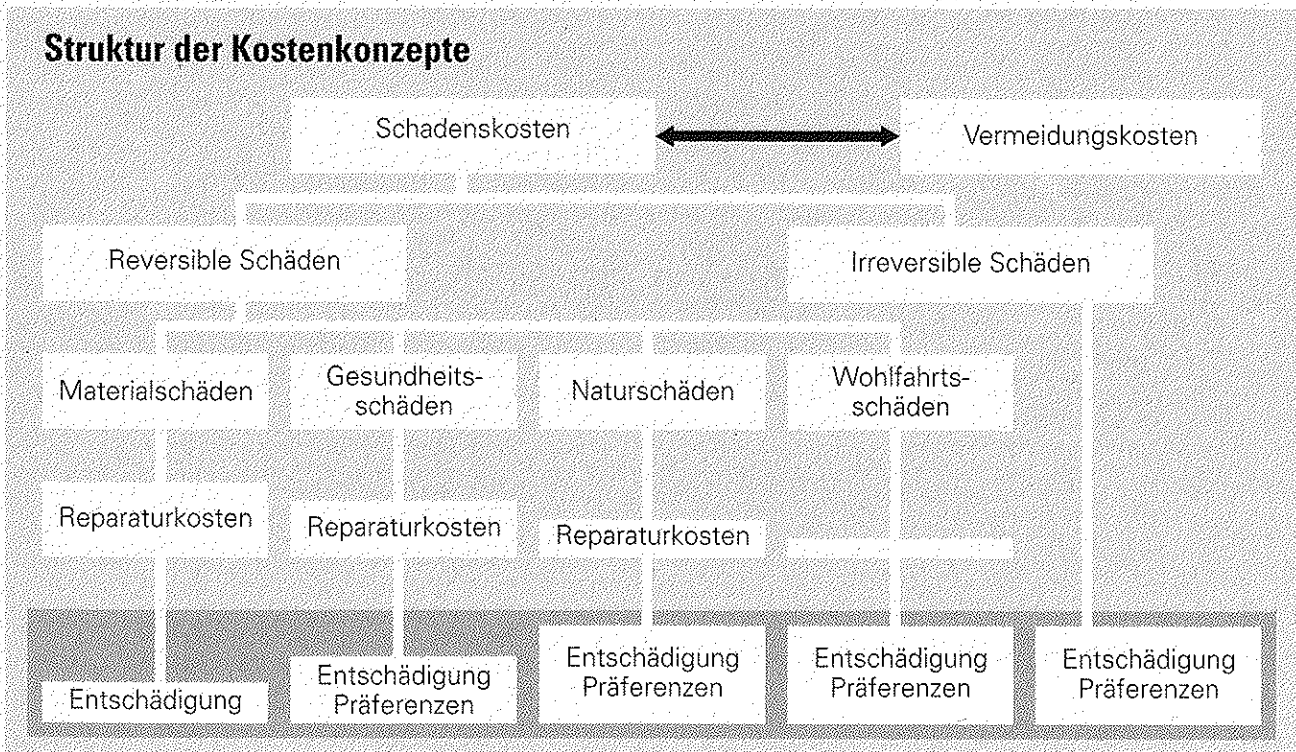 Struktur der Kostenkonzepte
Schadenskosten
Vermeidungskosten
Reversible Schäden
Irreversible Schäden
Materialschäden
Gesundheits-
schäden
Naturschäden
Wohlfahrts-
schäden
Reparaturkosten
Reparaturkosten
Reparaturkosten
Entschädigung
Entschädigung
Präferenzen
Entschädigung
Präferenzen
Entschädigung
Präferenzen
Entschädigung
Präferenzen